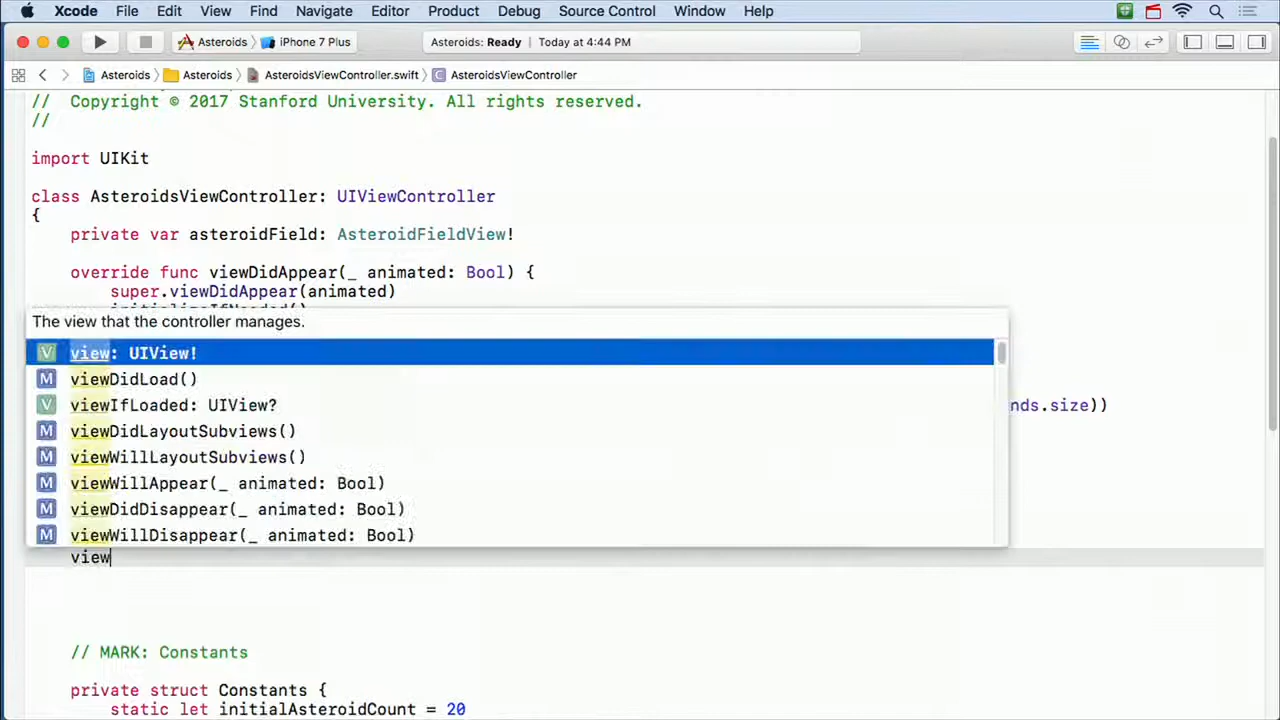 Xcode File Edit View Find Navigate Editor Product Debug Source Control Window Help
Asteroids iPhone 7 Plus Asteroids: Ready Today at 4:44 PM
Asteroids Asteroids AsteroidsViewController.swift C AsteroidsViewController
// Copyright © 2017 Stanford University. All rights reserved.
//
import UIKit
class AsteroidsViewController: UIViewController
{
private var asteroidField: AsteroidFieldView!
override func viewDidAppear(_ animated: Bool) {
super.viewDidAppear(animated)
initializeIfNeeded()
The view that the controller manages.
V view: UIView!
M viewDidLoad()
V viewIfLoaded: UIView?
nds.size))
M viewDidLayoutSubviews()
M viewWillLayoutSubviews()
M viewWillAppear(_ animated: Bool)
M viewDidDisappear(_ animated: Bool)
M viewWillDisappear(_ animated: Bool)
view
// MARK: Constants
private struct Constants {
static let initialAsteroidCount = 20